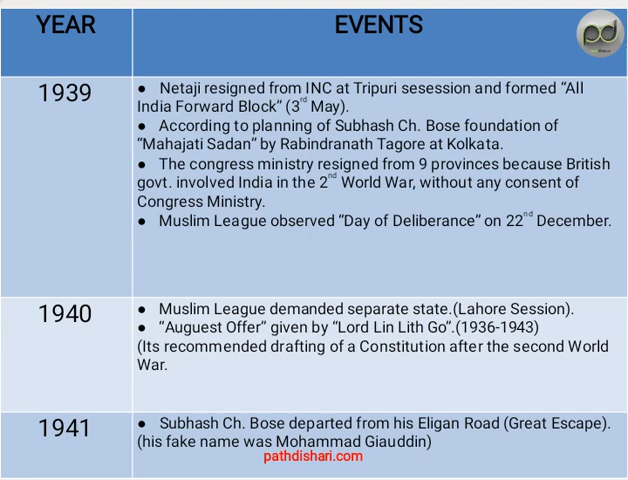 YEAR
EVENTS
pd
1939
● Netaji resigned from INC at Tripuri sesession and formed “All
India Forward Block” (3rd May).
● According to planning of Subhash Ch. Bose foundation of
“Mahajati Sadan” by Rabindranath Tagore at Kolkata.
● The congress ministry resigned from 9 provinces because British
govt. involved India in the 2nd World War, without any consent of
Congress Ministry.
● Muslim League observed “Day of Deliberance” on 22nd December.
1940
● Muslim League demanded separate state.(Lahore Session).
● “Auguest Offer” given by “Lord Lin Lith Go”.(1936-1943)
(Its recommended drafting of a Constitution after the second World
War.
1941
● Subhash Ch. Bose departed from his Eligan Road (Great Escape).
(his fake name was Mohammad Giauddin)
pathdishari.com